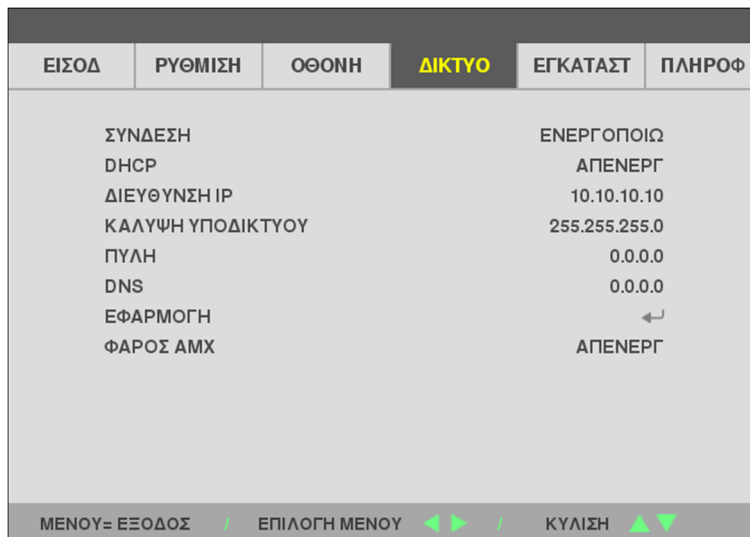 ΕΙΣΟΔ ΡΥΘΜΙΣΗ ΟΘΟΝΗ ΔΙΚΤΥΟ ΕΓΚΑΤΑΣΤ ΠΛΗΡΟΦ
ΣΥΝΔΕΣΗ ΕΝΕΡΓΟΠΟΙΩ
DHCP ΑΠΕΝΕΡΓ
ΔΙΕΥΘΥΝΣΗ IP 10.10.10.10
ΚΑΛΥΨΗ ΥΠΟΔΙΚΤΥΟΥ 255.255.255.0
ΠΥΛΗ 0.0.0.0
DNS 0.0.0.0
ΕΦΑΡΜΟΓΗ
ΦΑΡΟΣ AMX ΑΠΕΝΕΡΓ
ΜΕΝΟΥ= ΕΞΟΔΟΣ / ΕΠΙΛΟΓΗ ΜΕΝΟΥ / ΚΥΛΙΣΗ